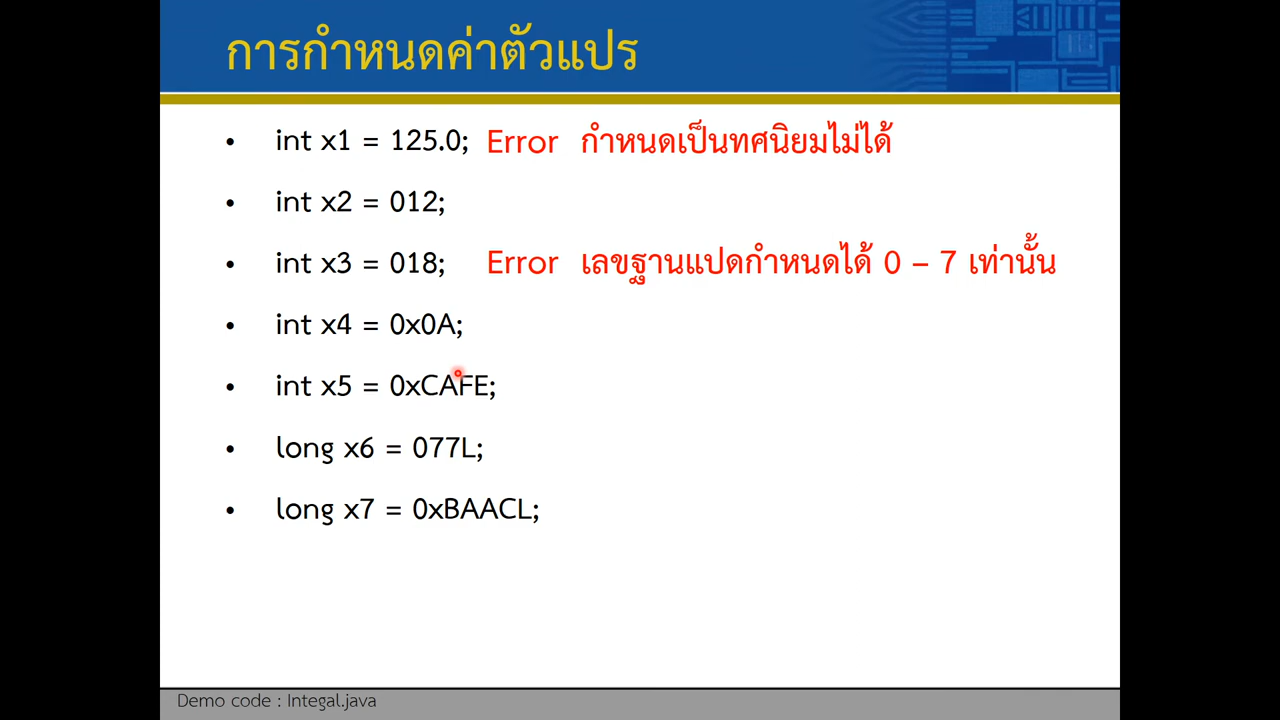 การกำหนดค่าตัวแปร
• int x1 = 125.0; Error กำหนดเป็นทศนิยมไม่ได้
• int x2 = 012;
• int x3 = 018; Error เลขฐานแปดกำหนดได้ 0 – 7 เท่านั้น
• int x4 = 0x0A;
• int x5 = 0xCAFE;
• long x6 = 077L;
• long x7 = 0xBAACL;
Demo code : Integal.java